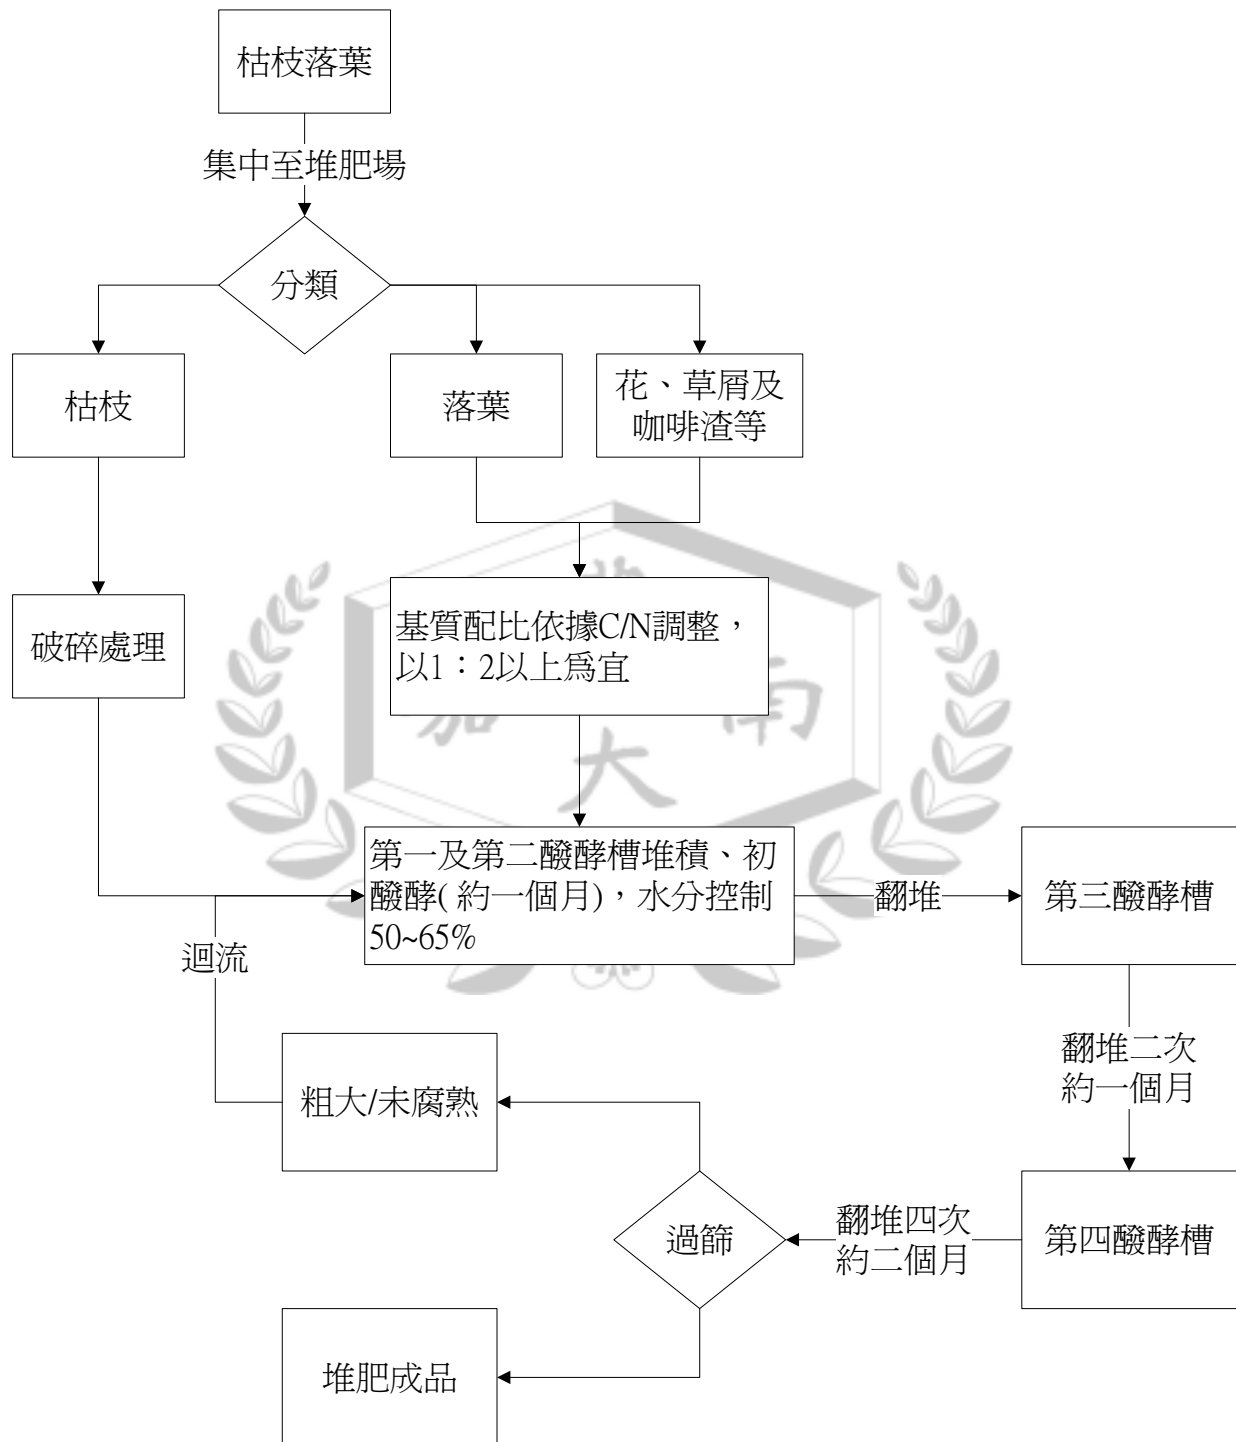 枯枝落葉
集中至堆肥場
分類
枯枝
落葉
花、草屑及
咖啡渣等
破碎處理
基質配比依據C/N調整，
以1：2以上為宜
嘉 南
大
第一及第二醱酵槽堆積、初
醱酵( 約一個月)，水分控制
50~65%
翻堆
第三醱酵槽
迴流
翻堆二次
約一個月
粗大/未腐熟
過篩
翻堆四次
約二個月
第四醱酵槽
堆肥成品